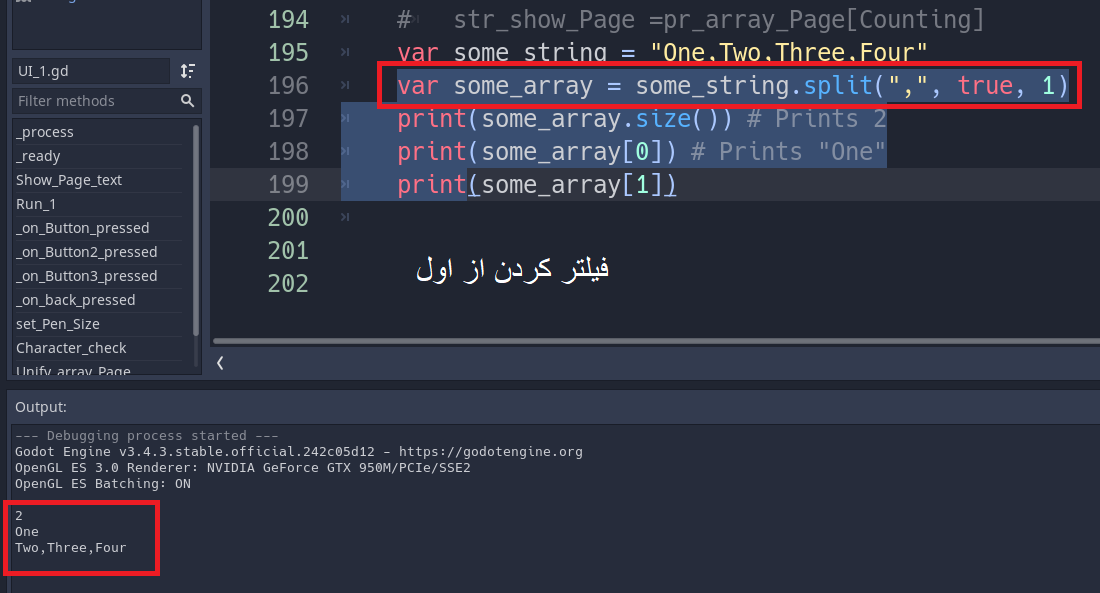 194 # str_show_Page =pr_array_Page[Counting]
195 var some_string = "One,Two,Three,Four"
196 var some_array = some_string.split(",", true, 1)
197 print(some_array.size()) # Prints 2
198 print(some_array[0]) # Prints "One"
199 print(some_array[1])
200
201
202
فیلتر کردن از اول
UI_1.gd
Filter methods
_process
_ready
Show_Page_text
Run_1
_on_Button_pressed
_on_Button2_pressed
_on_Button3_pressed
_on_back_pressed
set_Pen_Size
Character_check
Unify_array_Page
Output:
--- Debugging process started ---
Godot Engine v3.4.3.stable.official.242c05d12 - https://godotengine.org
OpenGL ES 3.0 Renderer: NVIDIA GeForce GTX 950M/PCIe/SSE2
OpenGL ES Batching: ON
2
One
Two,Three,Four